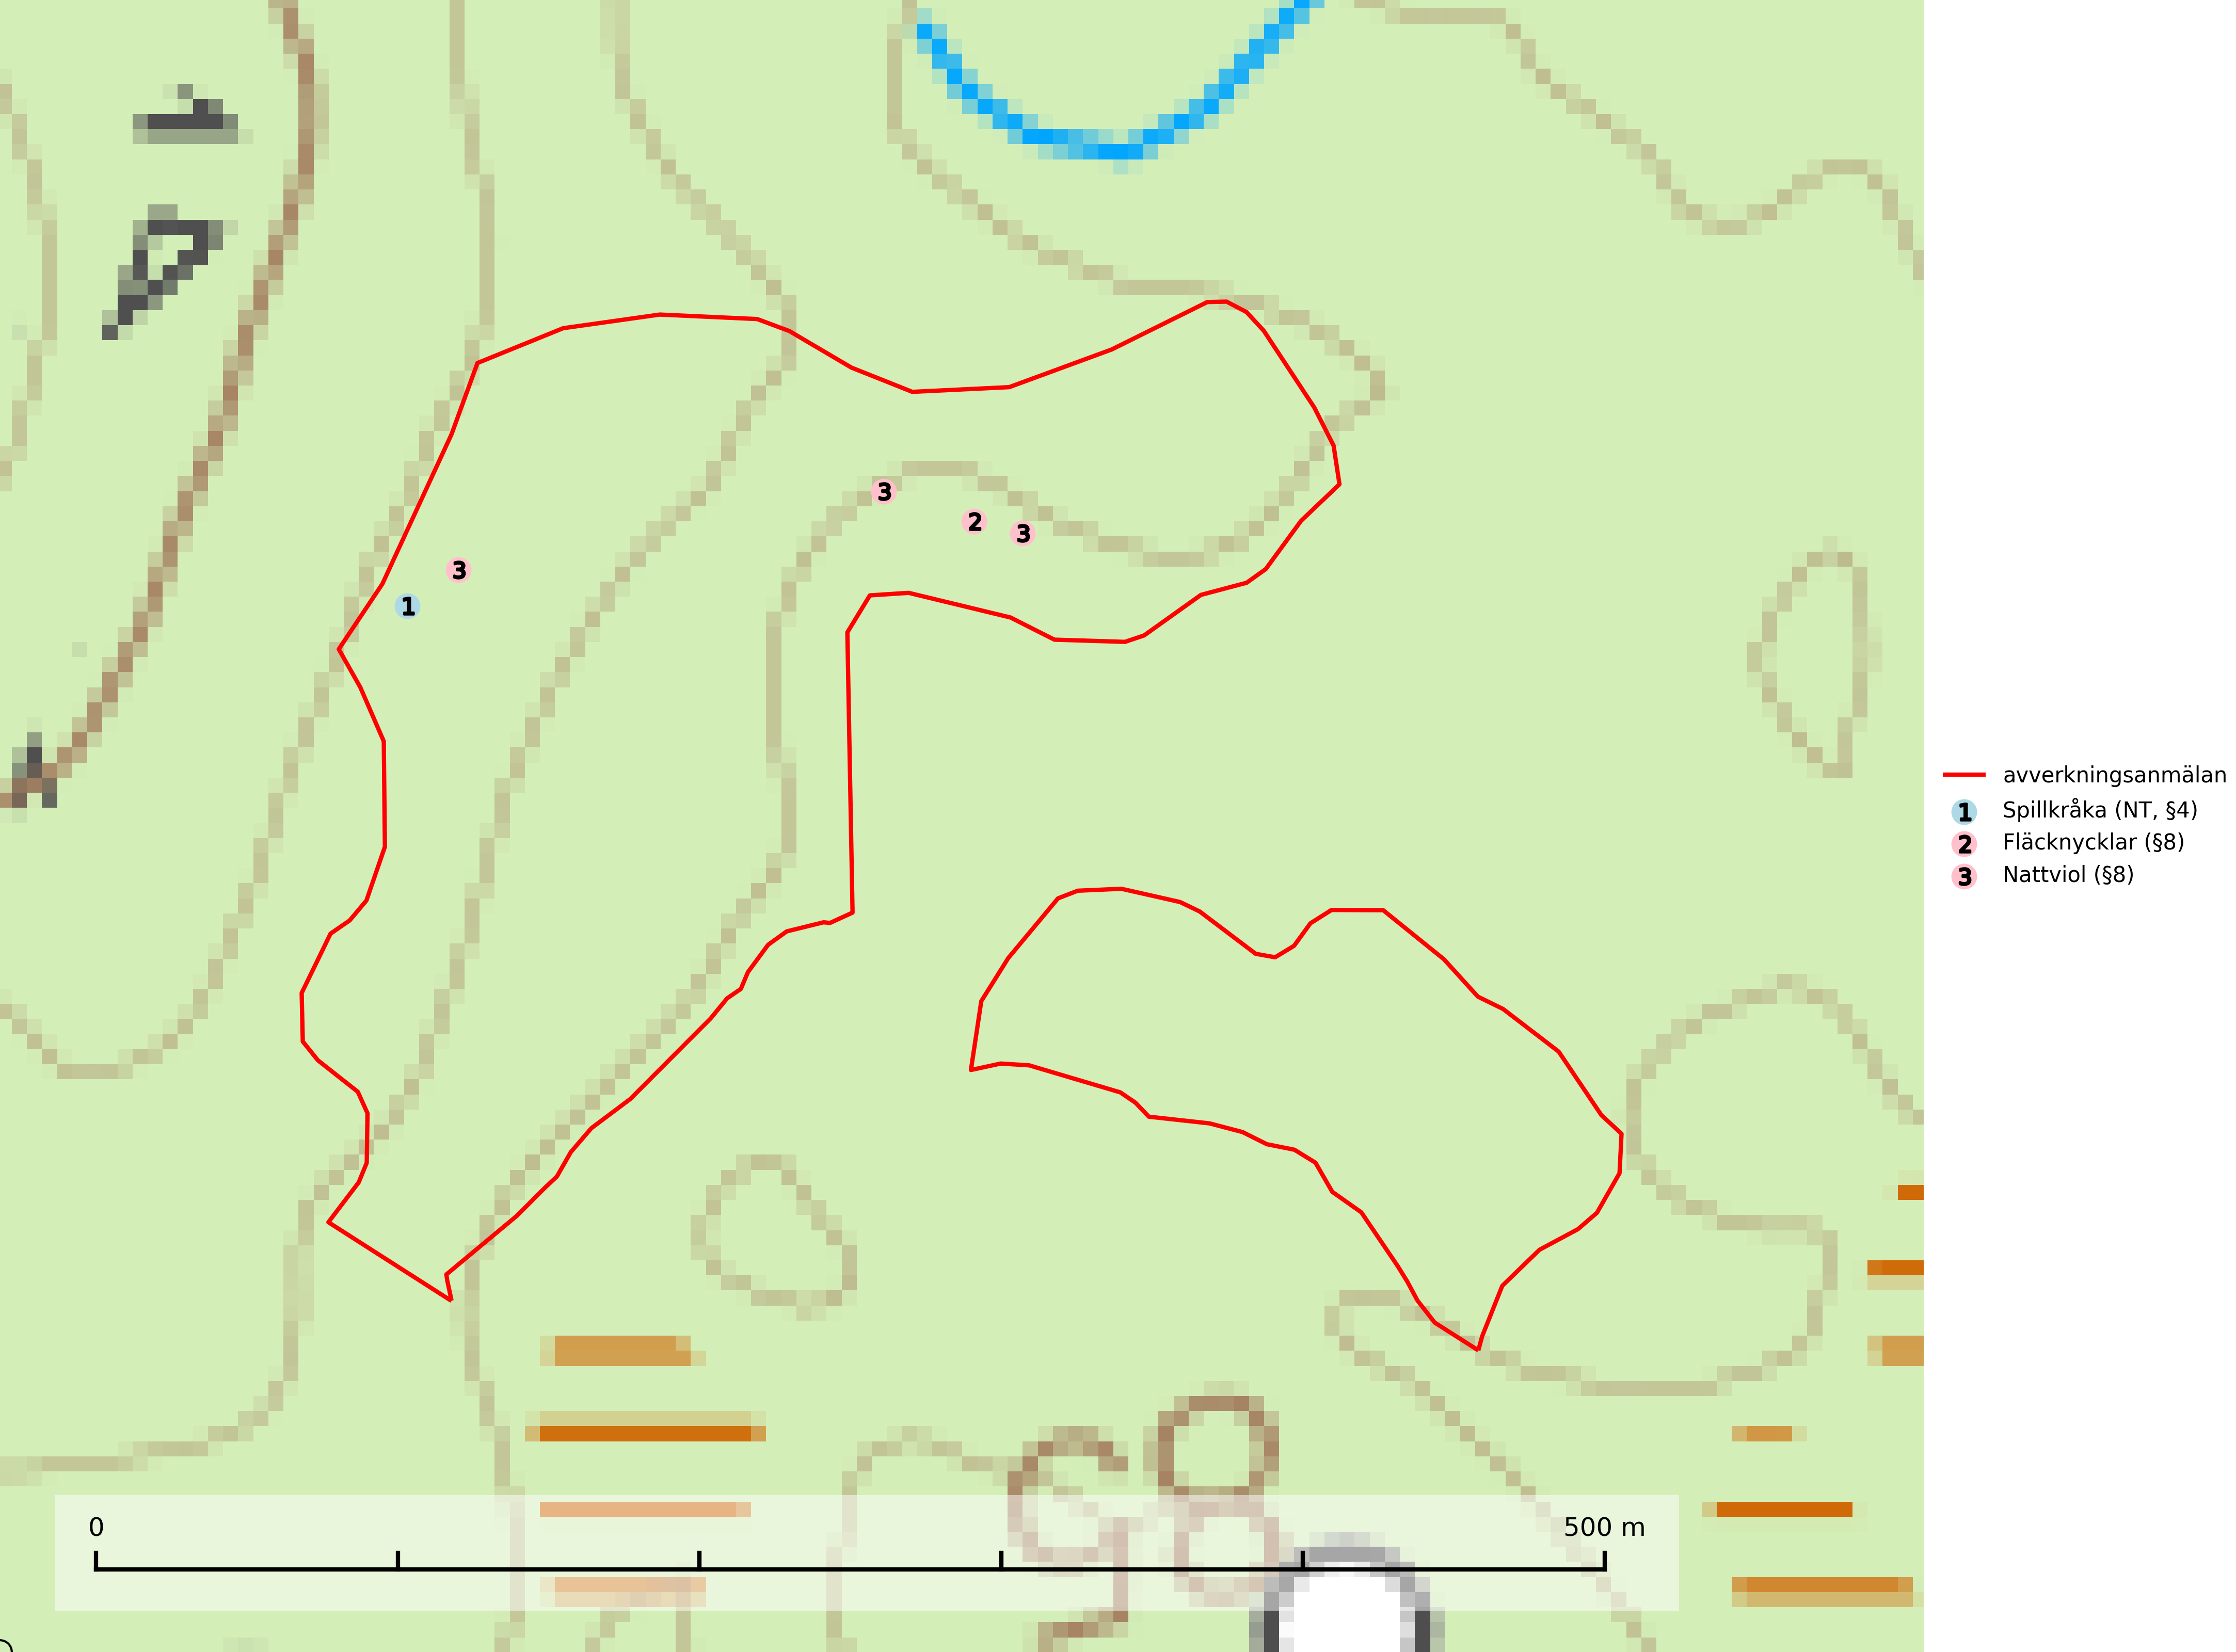 3
2
3
3
1
avverkningsanmälan
1 Spillkråka (NT, §4)
2 Fläcknycklar (§8)
3 Nattviol (§8)
0 500 m